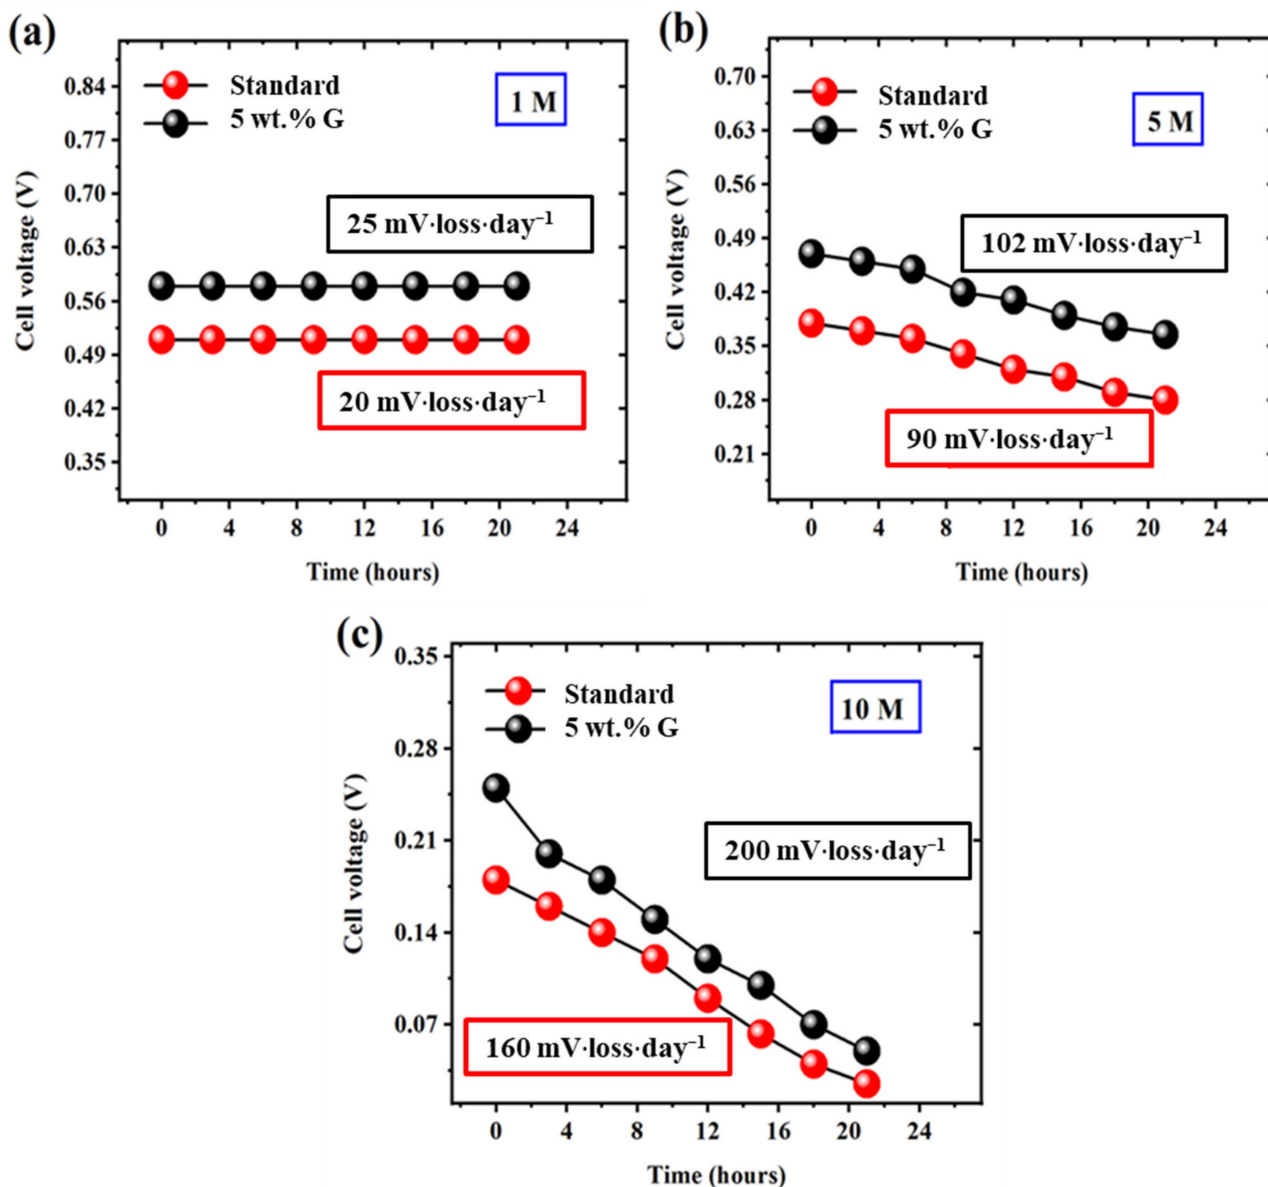 (a)
Standard
5 wt.% G
1 M
25 mV·loss·day⁻¹
20 mV·loss·day⁻¹
Cell voltage (V)
0.84
0.77
0.70
0.63
0.56
0.49
0.42
0.35
0 4 8 12 16 20 24
Time (hours)
(b)
Standard
5 wt.% G
5 M
102 mV·loss·day⁻¹
90 mV·loss·day⁻¹
Cell voltage (V)
0.70
0.63
0.56
0.49
0.42
0.35
0.28
0.21
0 4 8 12 16 20 24
Time (hours)
(c)
Standard
5 wt.% G
10 M
200 mV·loss·day⁻¹
160 mV·loss·day⁻¹
Cell voltage (V)
0.35
0.28
0.21
0.14
0.07
0 4 8 12 16 20 24
Time (hours)